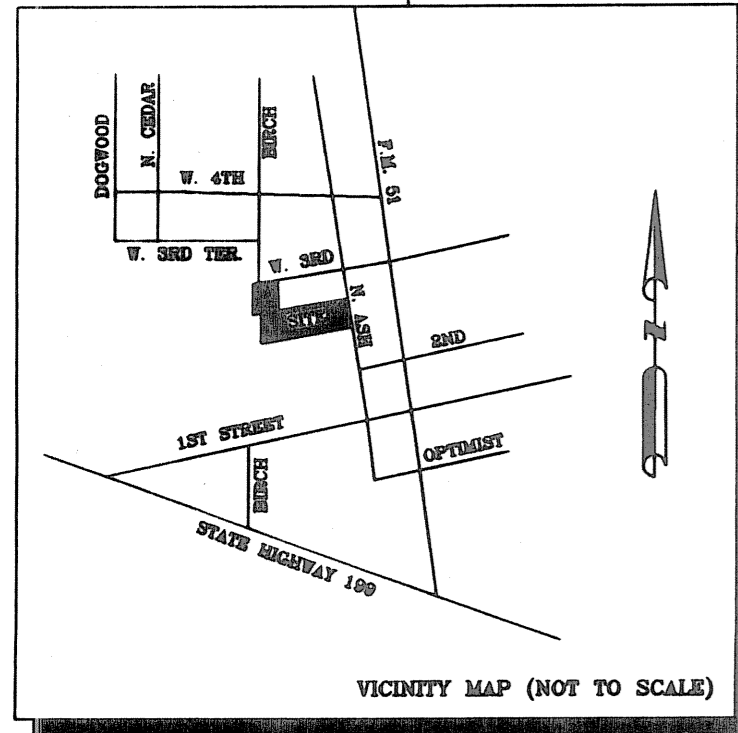 DOGWOOD
N. CEDAR
BIRCH
F.M. 51
W. 4TH
W. 3RD TER.
W. 3RD
N. ASH
SITE
2ND
N
1ST STREET
OPTIMIST
BIRCH
STATE HIGHWAY 199
VICINITY MAP (NOT TO SCALE)